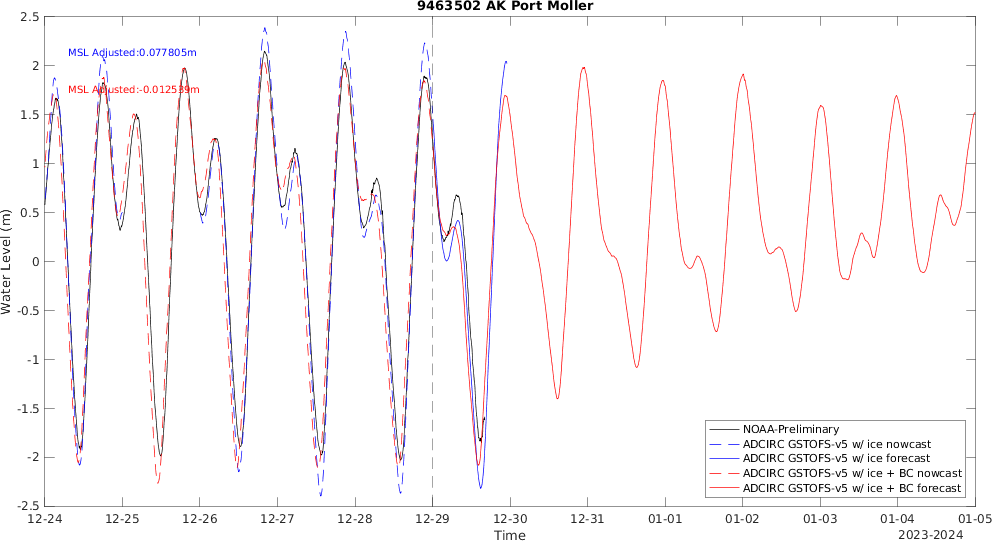 9463502 AK Port Moller
MSL Adjusted:0.077805m
MSL Adjusted:-0.012539m
Water Level (m)
2.5
2
1.5
1
0.5
0
-0.5
-1
-1.5
-2
-2.5
NOAA-Preliminary
ADCIRC GSTOFS-v5 w/ ice nowcast
ADCIRC GSTOFS-v5 w/ ice forecast
ADCIRC GSTOFS-v5 w/ ice + BC nowcast
ADCIRC GSTOFS-v5 w/ ice + BC forecast
12-24 12-25 12-26 12-27 12-28 12-29 12-30 12-31 01-01 01-02 01-03 01-04 01-05
Time
2023-2024